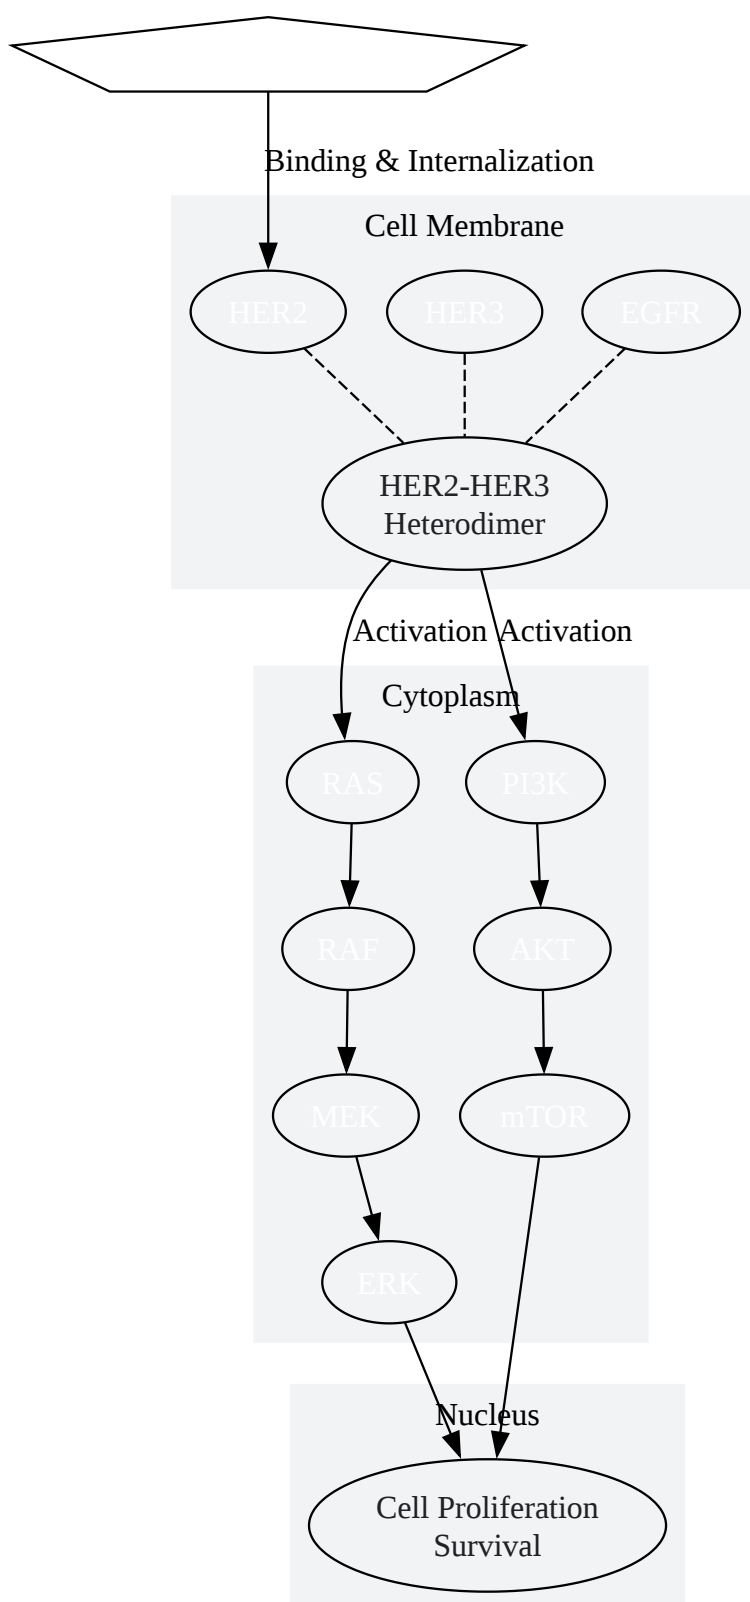 Binding & Internalization
Cell Membrane
HER2
HER3
EGFR
HER2-HER3
Heterodimer
Activation
Activation
Cytoplasm
RAS
PI3K
RAF
AKT
MEK
mTOR
ERK
Nucleus
Cell Proliferation
Survival